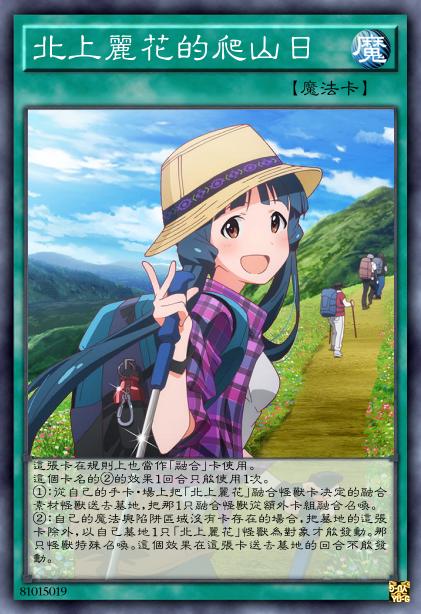 北上麗花的爬山日
魔
【魔法卡】
這張卡在規則上也當作「融合」卡使用。
這個卡名的②的效果1回合只能使用1次。
①：從自己的手卡・場上把「北上麗花」融合怪獸卡決定的融合
素材怪獸送去墓地，把那1只融合怪獸從額外卡組融合召喚。
②：自己的魔法與陷阱區域沒有卡存在的場合，把墓地的這張
卡除外，以自己墓地1只「北上麗花」怪獸為對象才能發動。那
只怪獸特殊召喚。這個效果在這張卡送去墓地的回合不能發
動。
81015019